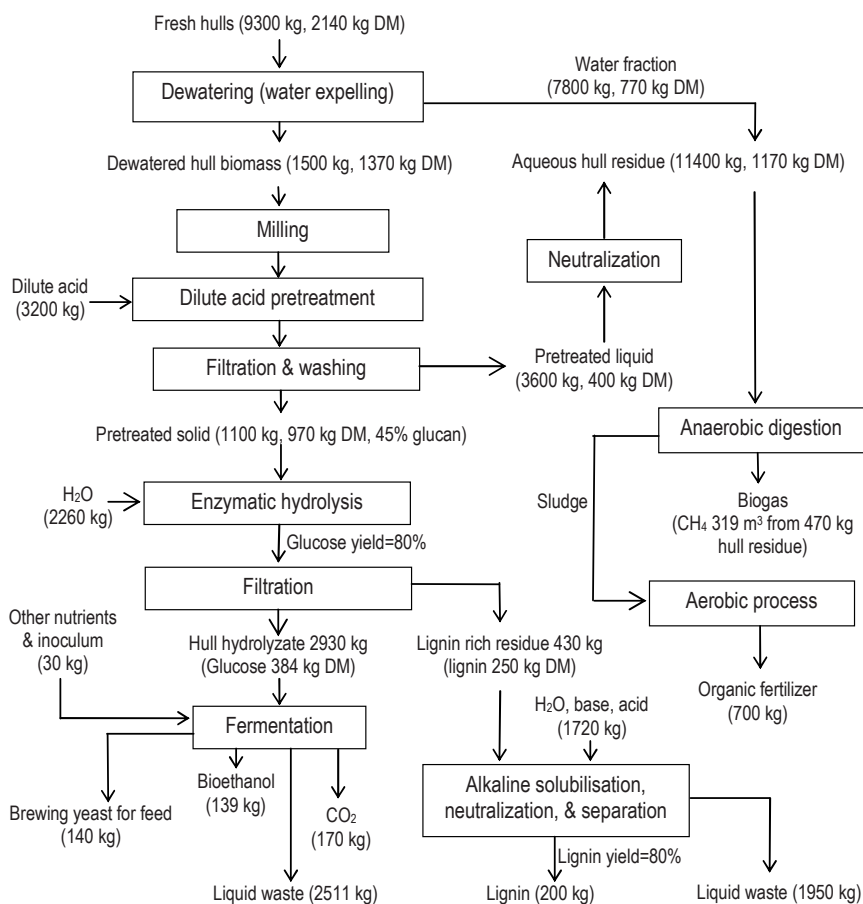 Fresh hulls (9300 kg, 2140 kg DM)
Dewatering (water expelling)
Water fraction
(7800 kg, 770 kg DM)
Dewatered hull biomass (1500 kg, 1370 kg DM)
Aqueous hull residue (11400 kg, 1170 kg DM)
Milling
Neutralization
Dilute acid
(3200 kg)
Dilute acid pretreatment
Filtration & washing
Pretreated liquid
(3600 kg, 400 kg DM)
Pretreated solid (1100 kg, 970 kg DM, 45% glucan)
Anaerobic digestion
H₂O
(2260 kg)
Enzymatic hydrolysis
Sludge
Biogas
(CH₄ 319 m³ from 470 kg
hull residue)
Glucose yield=80%
Filtration
Aerobic process
Other nutrients
& inoculum
(30 kg)
Hull hydrolyzate 2930 kg
(Glucose 384 kg DM)
Lignin rich residue 430 kg
(lignin 250 kg DM)
Organic fertilizer
(700 kg)
H₂O, base, acid
(1720 kg)
Fermentation
Brewing yeast for feed
(140 kg)
Bioethanol
(139 kg)
CO₂
(170 kg)
Alkaline solubilisation,
neutralization, & separation
Lignin yield=80%
Liquid waste (2511 kg)
Lignin (200 kg)
Liquid waste (1950 kg)